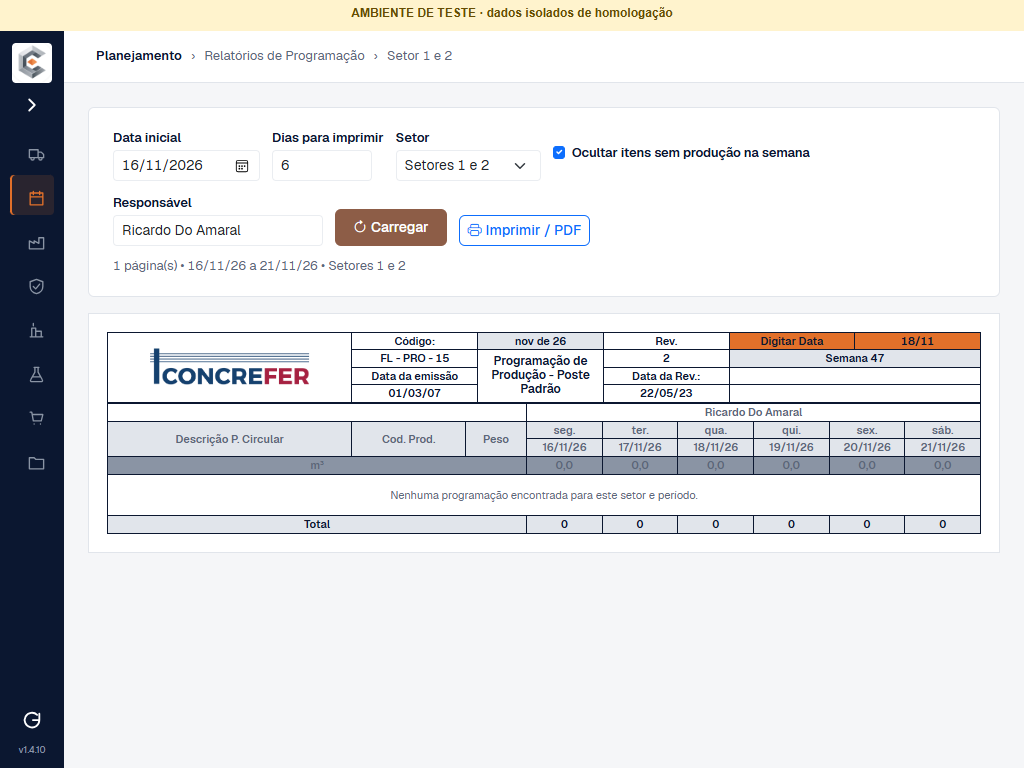 AMBIENTE DE TESTE · dados isolados de homologação
Planejamento › Relatórios de Programação › Setor 1 e 2
Data inicial Dias para imprimir Setor
16/11/2026 6 Setores 1 e 2
Ocultar itens sem produção na semana
Responsável
Ricardo Do Amaral Carregar Imprimir / PDF
1 página(s) • 16/11/26 a 21/11/26 • Setores 1 e 2
CONCREFER
Código: nov de 26 Rev. Digitar Data 18/11
FL - PRO - 15 Programação de Produção - Poste Padrão 2 Semana 47
Data da emissão Data da Rev.:
01/03/07 22/05/23
Ricardo Do Amaral
Descrição P. Circular Cod. Prod. Peso seg. ter. qua. qui. sex. sáb.
16/11/26 17/11/26 18/11/26 19/11/26 20/11/26 21/11/26
m³ 0,0 0,0 0,0 0,0 0,0 0,0
Nenhuma programação encontrada para este setor e período.
Total 0 0 0 0 0 0
v1.4.10